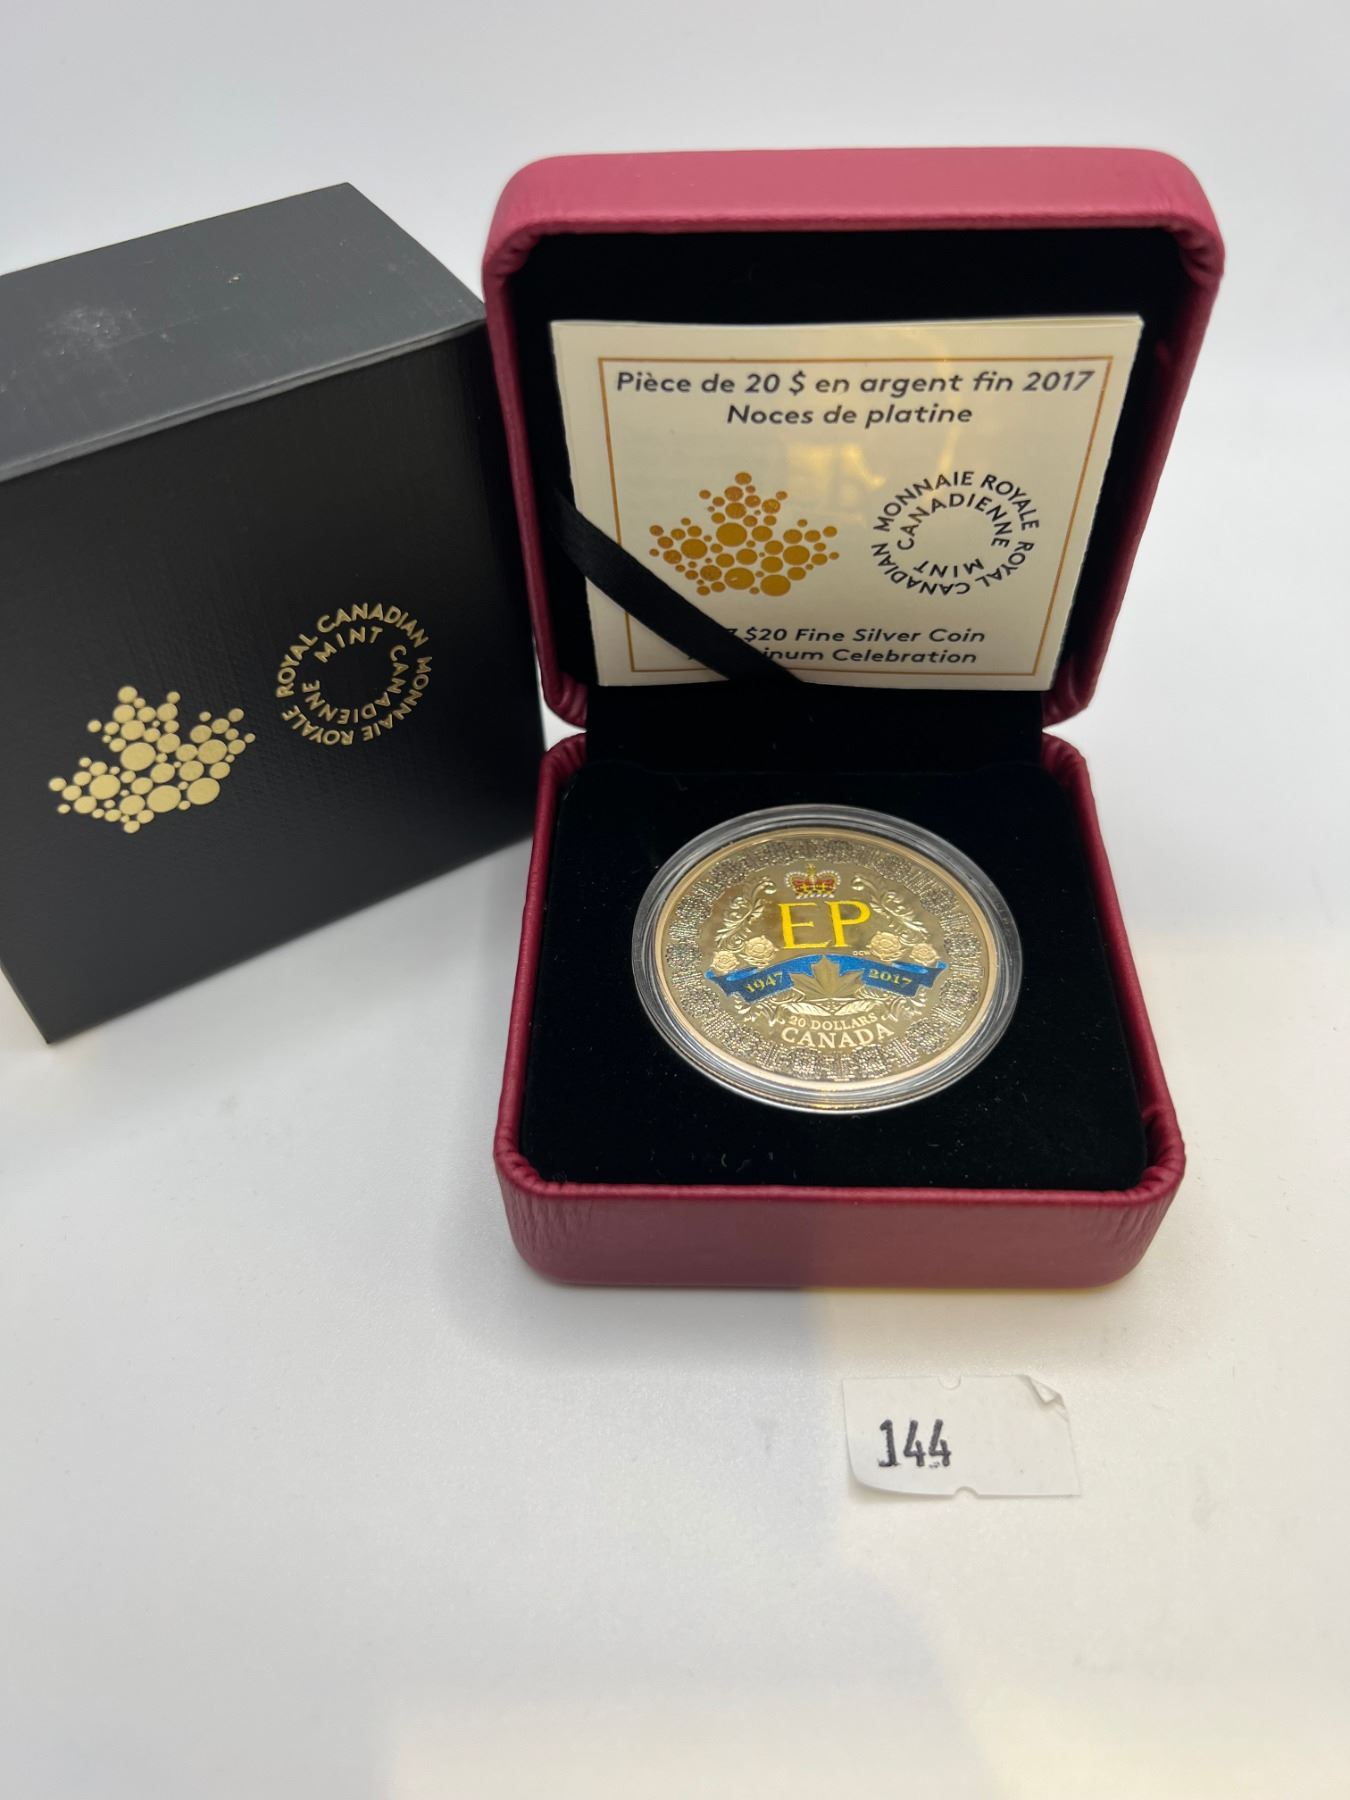 ROYAL CANADIAN MINT
MONNAIE ROYALE CANADIENNE
Pièce de 20 $ en argent fin 2017
Noces de platine
MONNAIE ROYALE CANADIENNE
ROYAL CANADIAN MINT
$20 Fine Silver Coin
Celebration
EP
1947 2017
20 DOLLARS
CANADA
144